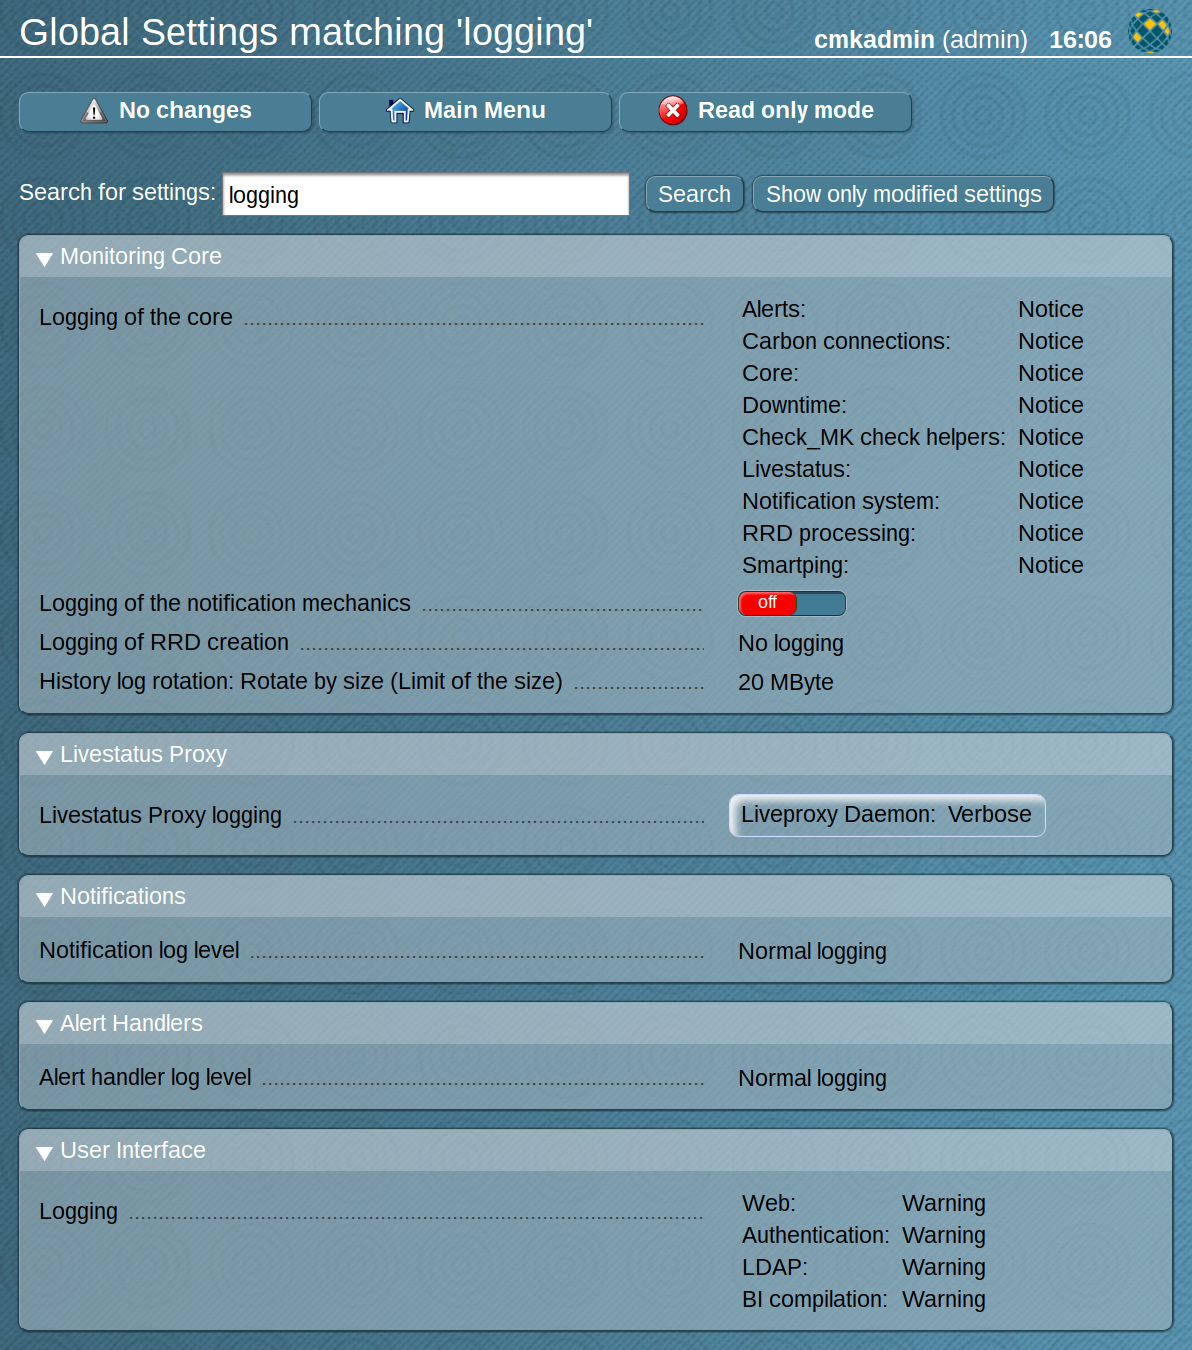 Global Settings matching 'logging'
cmkadmin (admin) 16:06
No changes Main Menu Read only mode
Search for settings: logging Search Show only modified settings
Monitoring Core
Logging of the core Alerts: Notice
Carbon connections: Notice
Core: Notice
Downtime: Notice
Check_MK check helpers: Notice
Livestatus: Notice
Notification system: Notice
RRD processing: Notice
Smartping: Notice
Logging of the notification mechanics off
Logging of RRD creation No logging
History log rotation: Rotate by size (Limit of the size) 20 MByte
Livestatus Proxy
Livestatus Proxy logging Liveproxy Daemon: Verbose
Notifications
Notification log level Normal logging
Alert Handlers
Alert handler log level Normal logging
User Interface
Logging Web: Warning
Authentication: Warning
LDAP: Warning
BI compilation: Warning